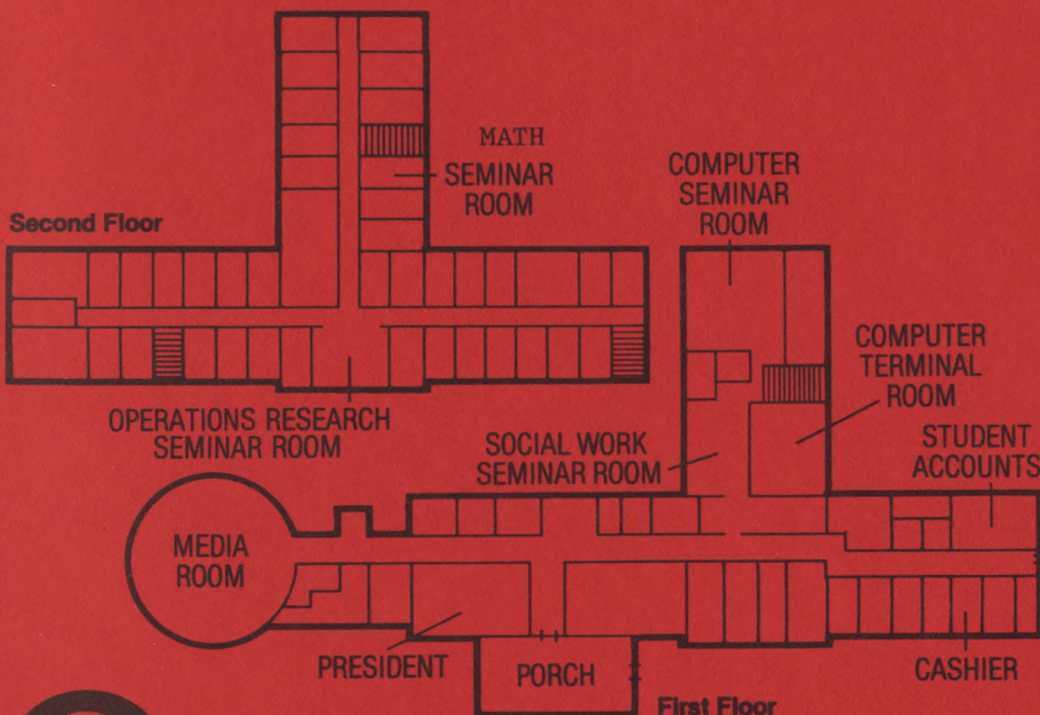 MATH
SEMINAR
ROOM
Second Floor
OPERATIONS RESEARCH
SEMINAR ROOM
COMPUTER
SEMINAR
ROOM
COMPUTER
TERMINAL
ROOM
SOCIAL WORK
SEMINAR ROOM
STUDENT
ACCOUNTS
MEDIA
ROOM
PRESIDENT
PORCH
CASHIER
First Floor